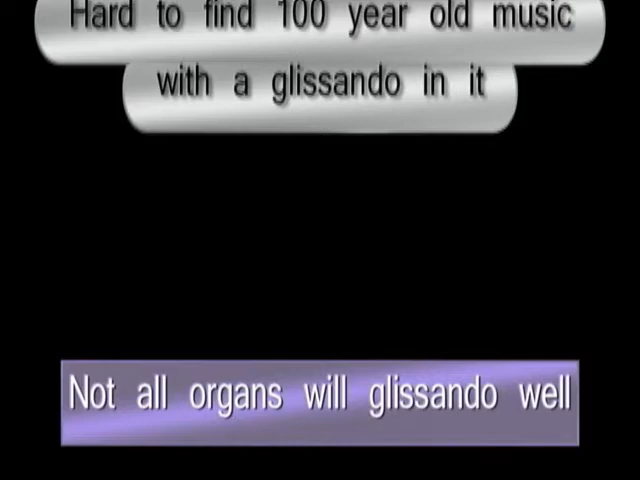 Hard to find 100 year old music
with a glissando in it
Not all organs will glissando well